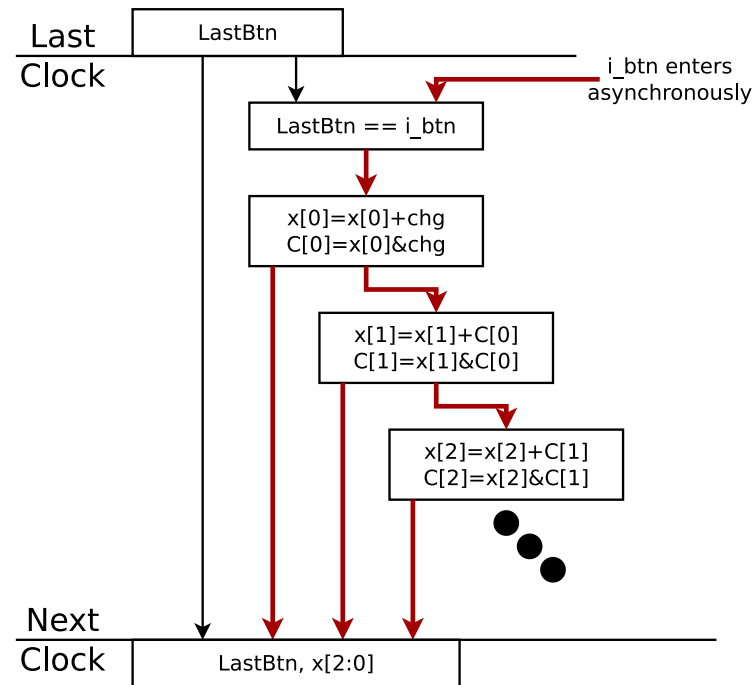 Last
LastBtn
Clock
i_btn enters
asynchronously
LastBtn == i_btn
x[0]=x[0]+chg
C[0]=x[0]&chg
x[1]=x[1]+C[0]
C[1]=x[1]&C[0]
x[2]=x[2]+C[1]
C[2]=x[2]&C[1]
Next
Clock
LastBtn, x[2:0]